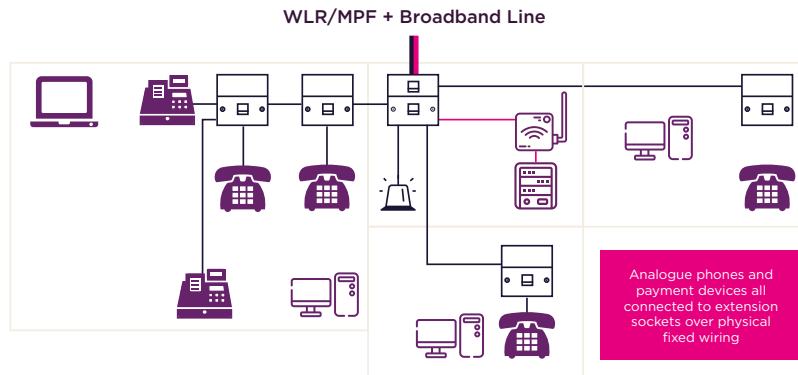 WLR/MPF + Broadband Line
Analogue phones and
payment devices all
connected to extension
sockets over physical
fixed wiring